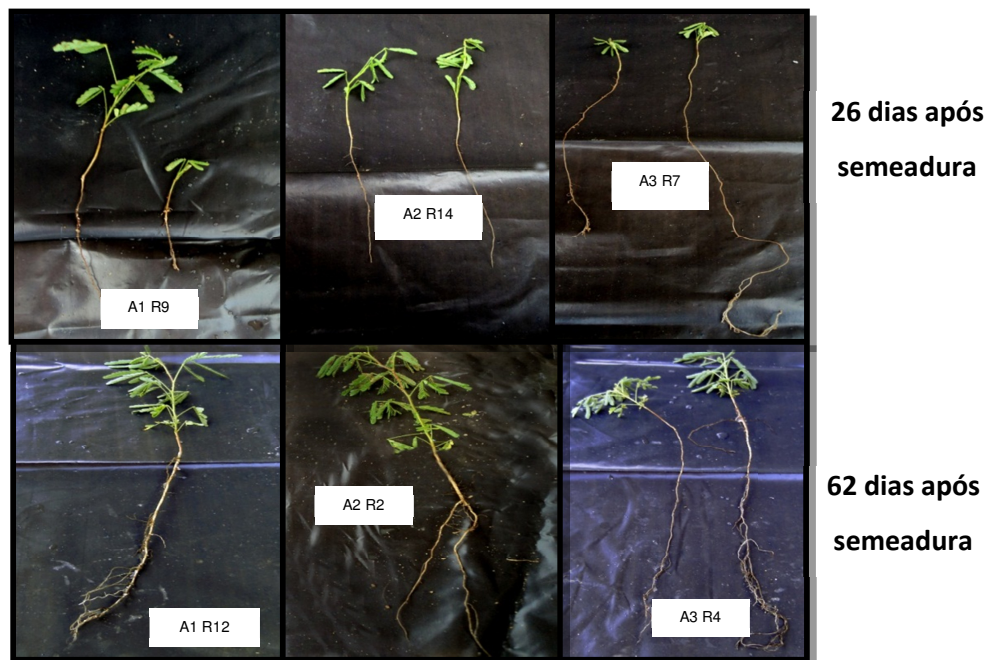 26 dias após
semeadura
A1 R9
A2 R14
A3 R7
62 dias após
semeadura
A1 R12
A2 R2
A3 R4